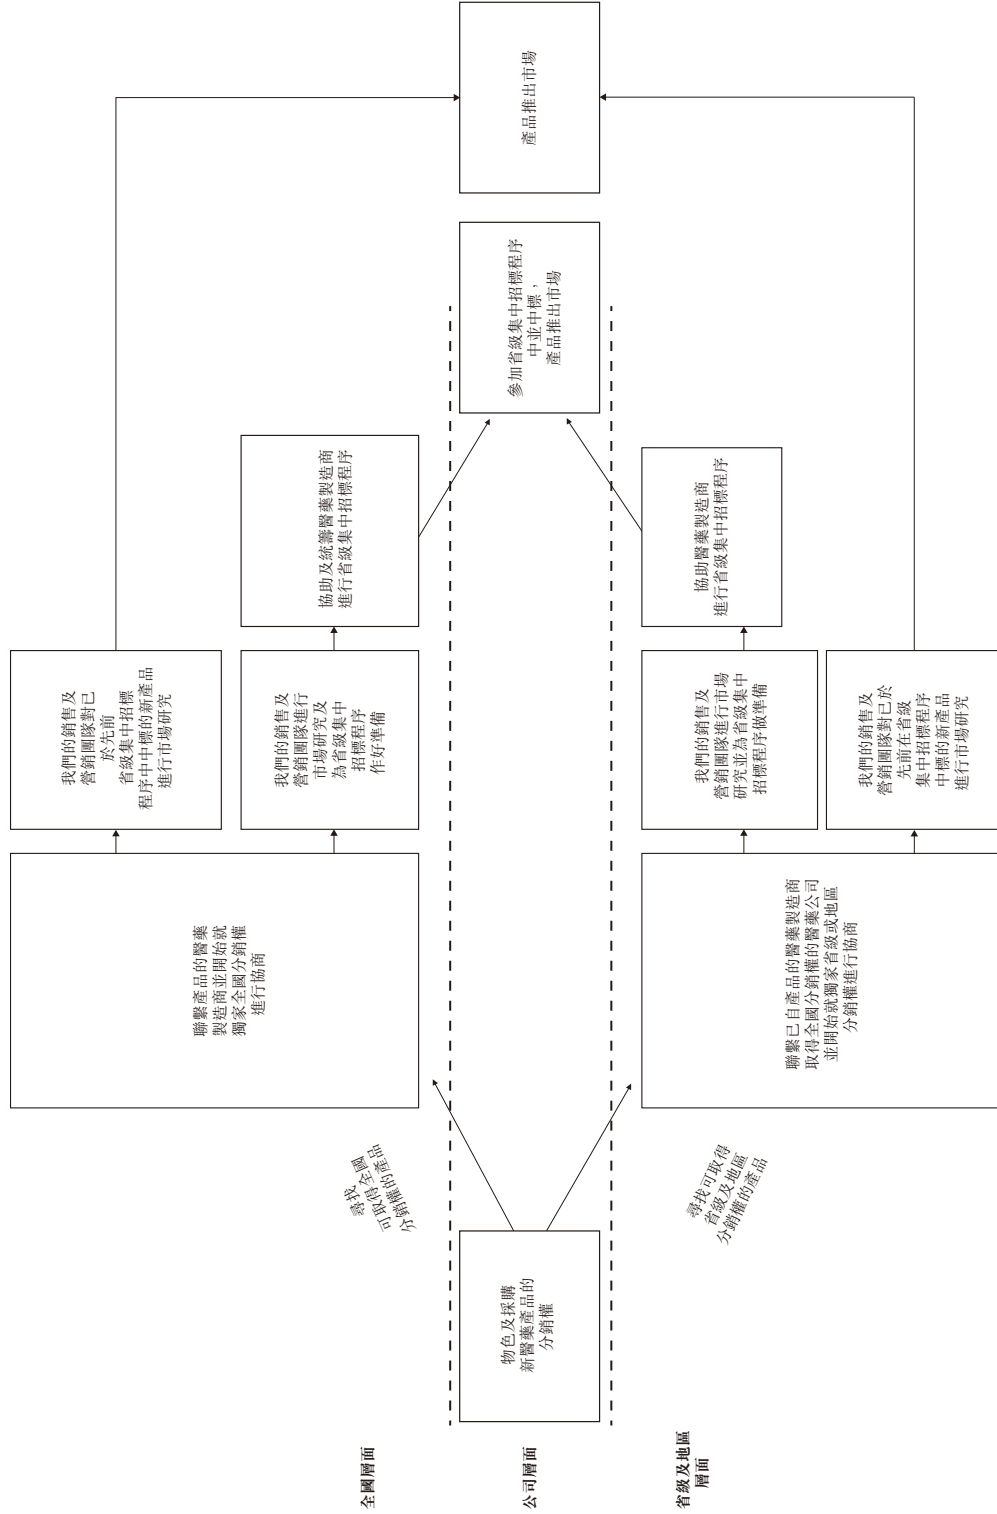 全國層面
尋找
可取得全國
分銷權的產品
聯繫產品的醫藥
製造商並開始就
獨家全國分銷權
進行協商
我們的銷售及
營銷團隊對已
於先前
省級集中招標
程序中中標的新產品
進行市場研究
我們的銷售及
營銷團隊進行
市場研究及
為省級集中
招標程序
作好準備
協助及統籌醫藥製造商
進行省級集中招標程序
公司層面
物色及採購
新醫藥產品的
分銷權
參加省級集中招標程序
中並中標，
產品推出市場
產品推出市場
省級及地區
層面
尋找可取得
省級及地區
分銷權的產品
聯繫已自產品的醫藥製造商
取得全國分銷權的醫藥公司
並開始就獨家省級或地區
分銷權進行協商
我們的銷售及
營銷團隊進行市場
研究並為省級集中
招標程序做準備
協助醫藥製造商
進行省級集中招標程序
我們的銷售及
營銷團隊對已於
先前在省級
集中招標程序
中標的新產品
進行市場研究